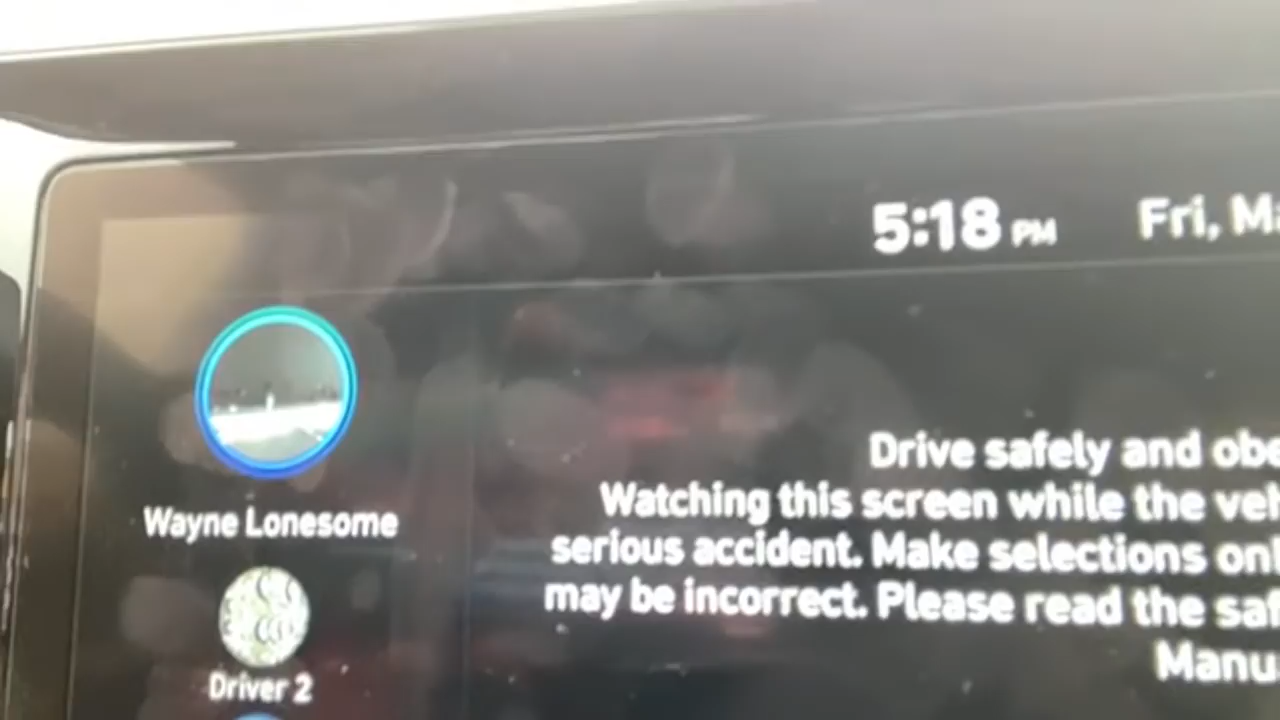 5:18 PM Fri, Ma
Wayne Lonesome
Driver 2
Drive safely and obe
Watching this screen while the veh
serious accident. Make selections onl
may be incorrect. Please read the saf
Manu